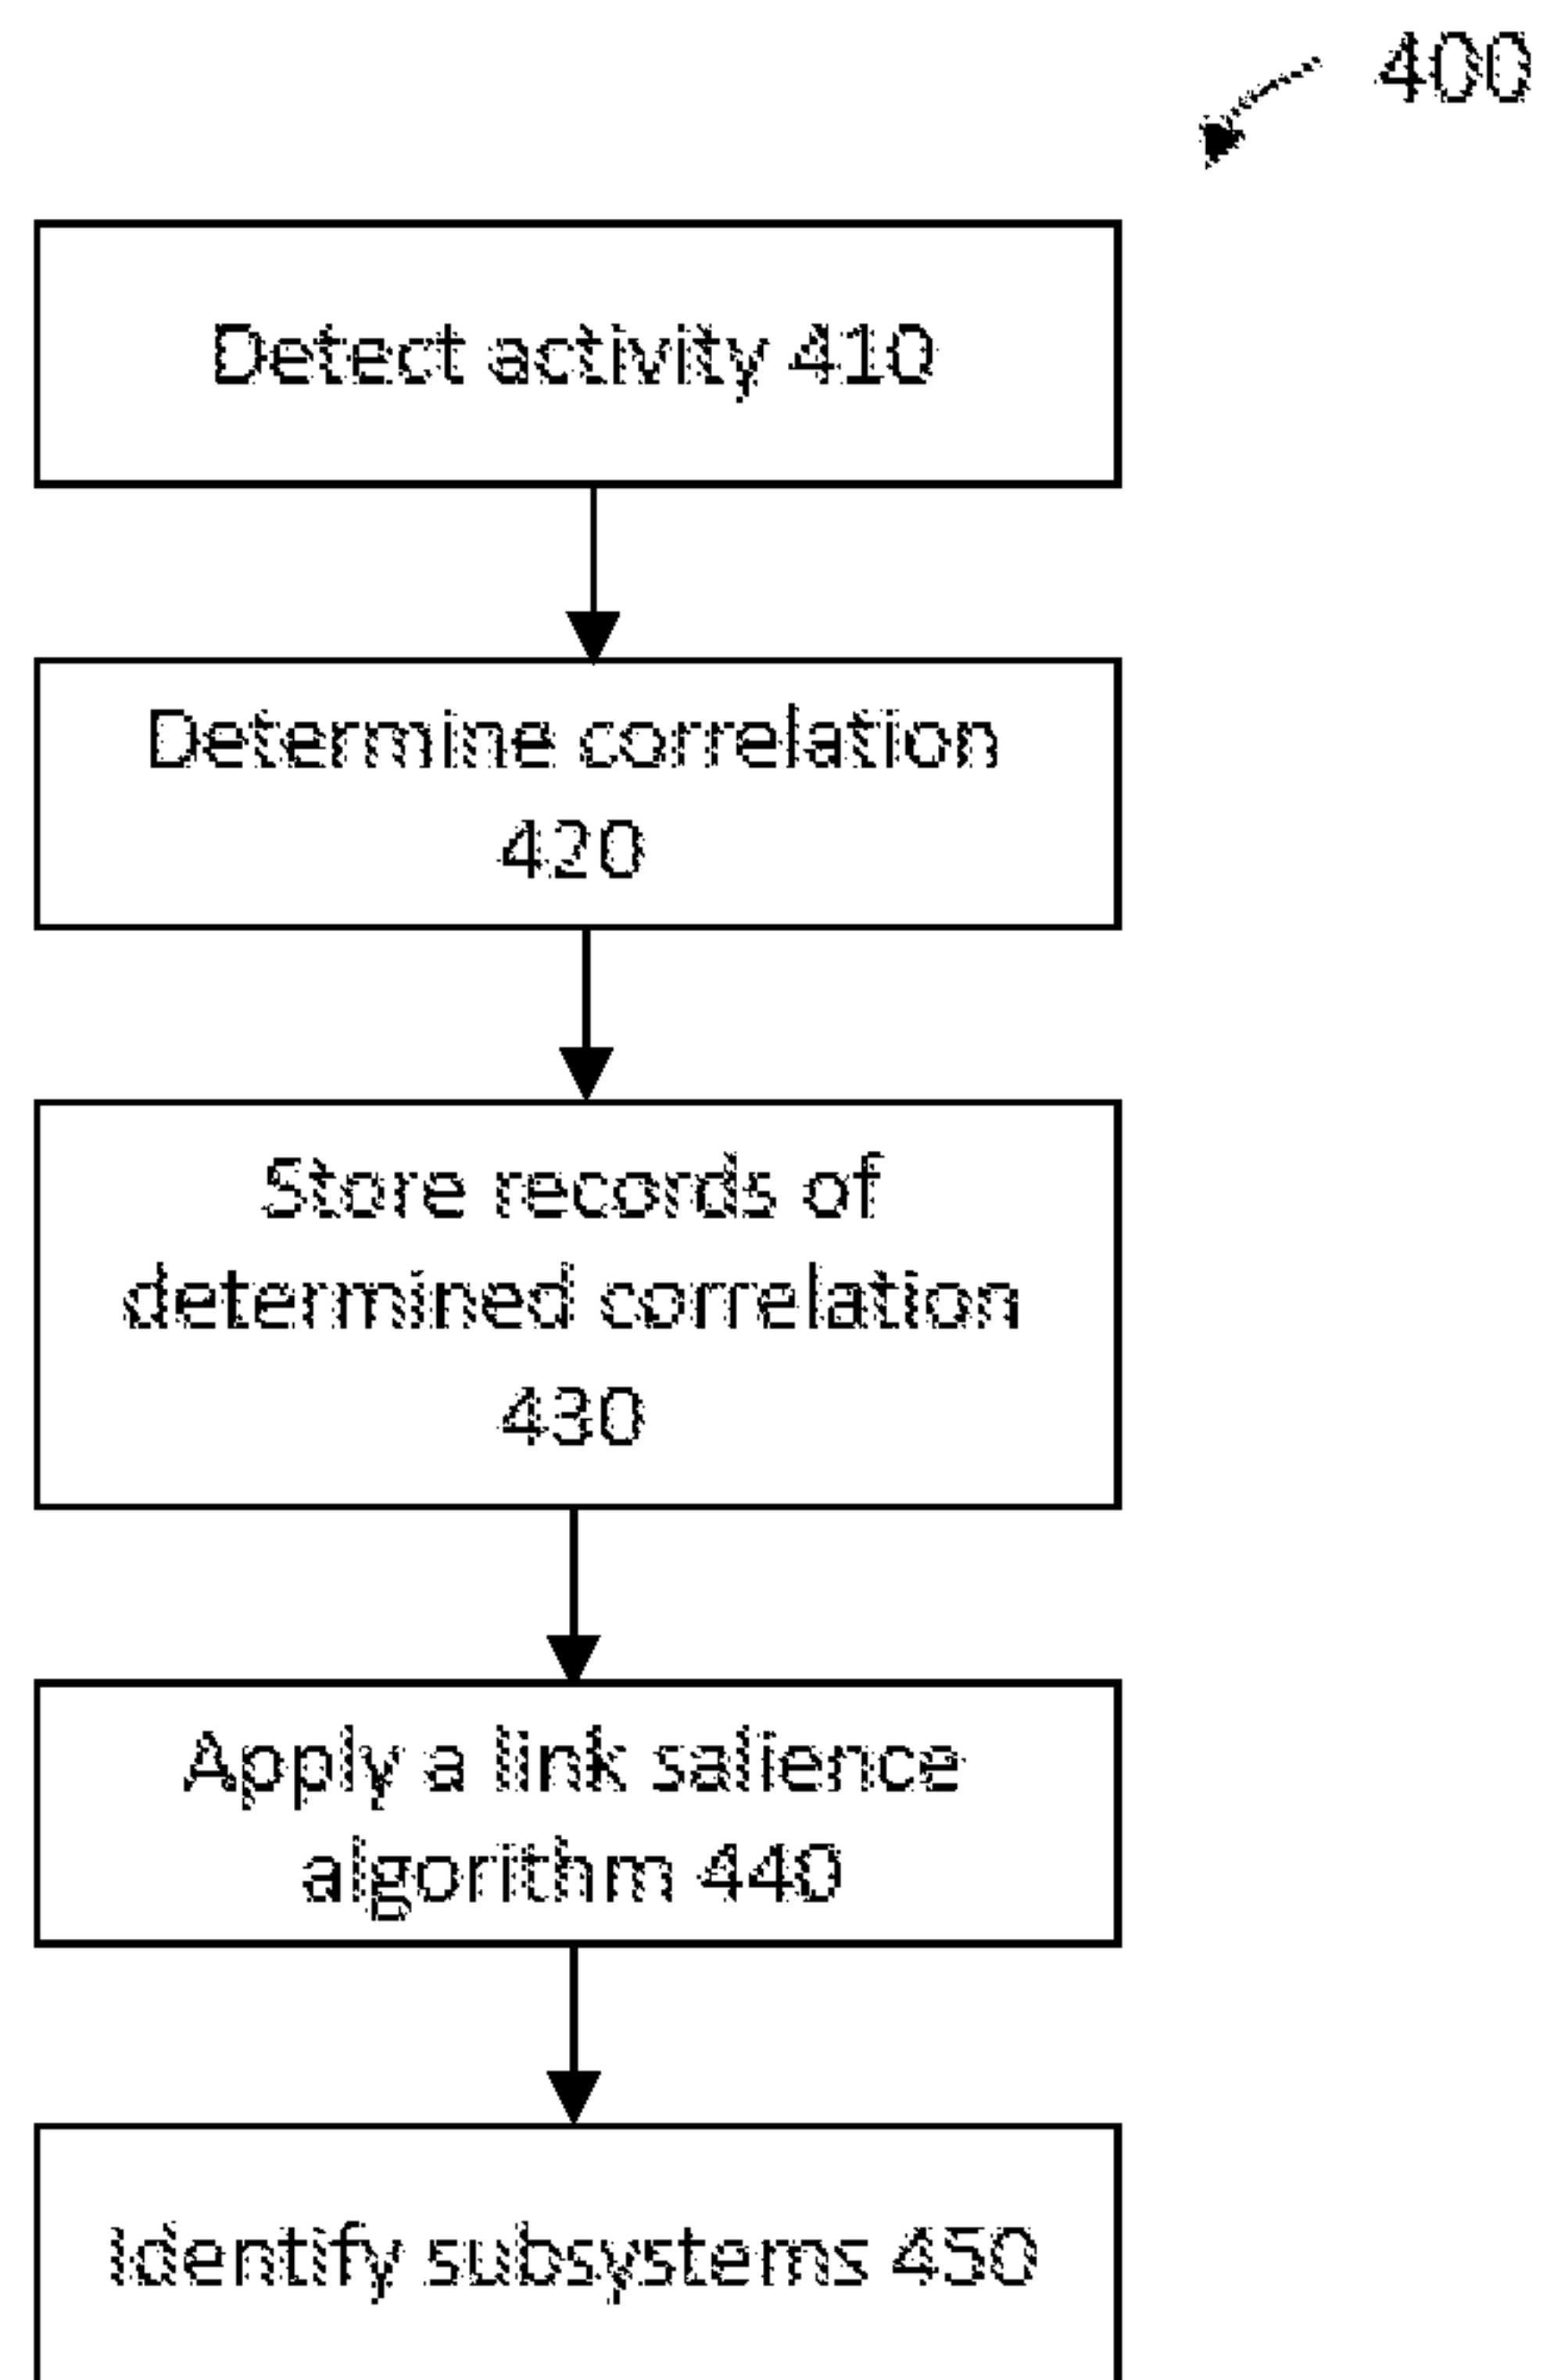 400
Detect activity 410
Determine correlation
420
Store records of
determined correlation
430
Apply a link salience
algorithm 440
Identify subsystems 450